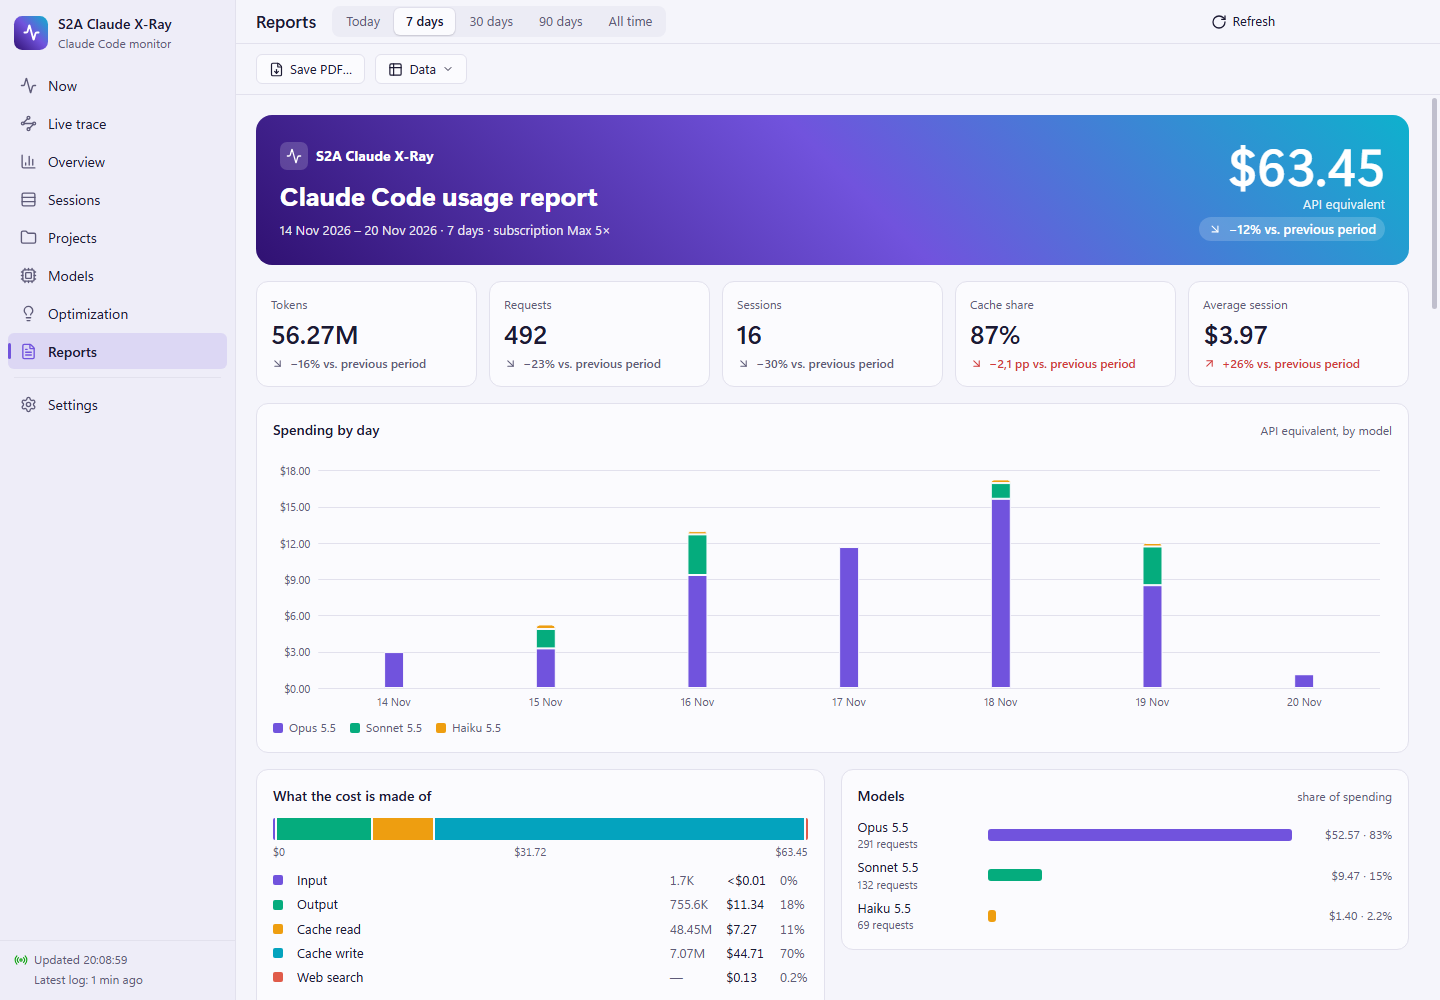 S2A Claude X-Ray
Claude Code monitor
Now
Live trace
Overview
Sessions
Projects
Models
Optimization
Reports
Settings
Updated 20:08:59
Latest log: 1 min ago
Reports
Today
7 days
30 days
90 days
All time
Refresh
Save PDF...
Data
S2A Claude X-Ray
Claude Code usage report
14 Nov 2026 – 20 Nov 2026 · 7 days · subscription Max 5×
$63.45
API equivalent
−12% vs. previous period
Tokens
56.27M
−16% vs. previous period
Requests
492
−23% vs. previous period
Sessions
16
−30% vs. previous period
Cache share
87%
−2,1 pp vs. previous period
Average session
$3.97
+26% vs. previous period
Spending by day
API equivalent, by model
$18.00
$15.00
$12.00
$9.00
$6.00
$3.00
$0.00
14 Nov
15 Nov
16 Nov
17 Nov
18 Nov
19 Nov
20 Nov
Opus 5.5
Sonnet 5.5
Haiku 5.5
What the cost is made of
$0
$31.72
$63.45
Input 1.7K <$0.01 0%
Output 755.6K $11.34 18%
Cache read 48.45M $7.27 11%
Cache write 7.07M $44.71 70%
Web search — $0.13 0.2%
Models
share of spending
Opus 5.5
291 requests
$52.57 · 83%
Sonnet 5.5
132 requests
$9.47 · 15%
Haiku 5.5
69 requests
$1.40 · 2.2%